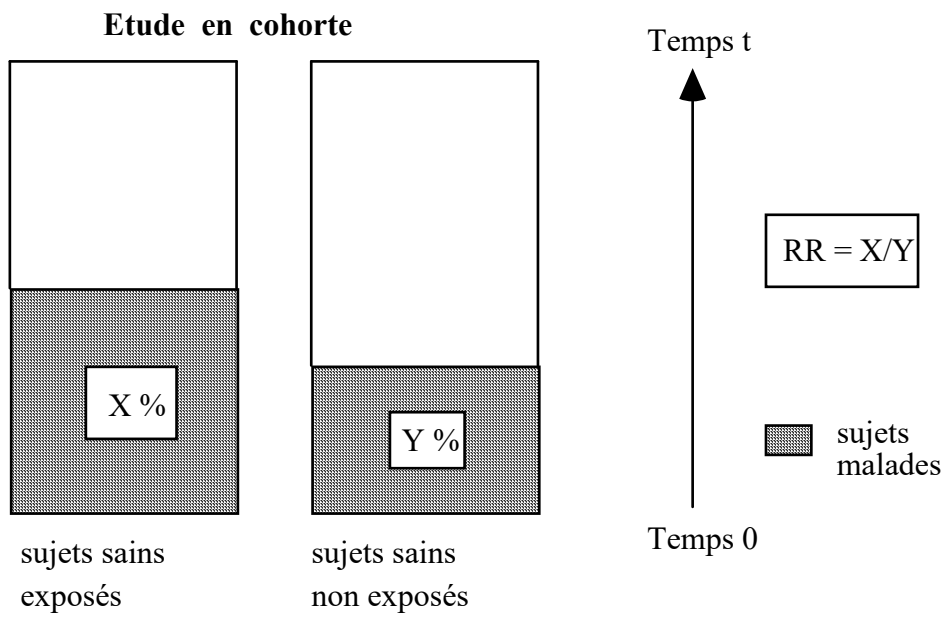 Etude en cohorte
Temps t
RR = X/Y
X %
Y %
sujets
malades
Temps 0
sujets sains
exposés
sujets sains
non exposés